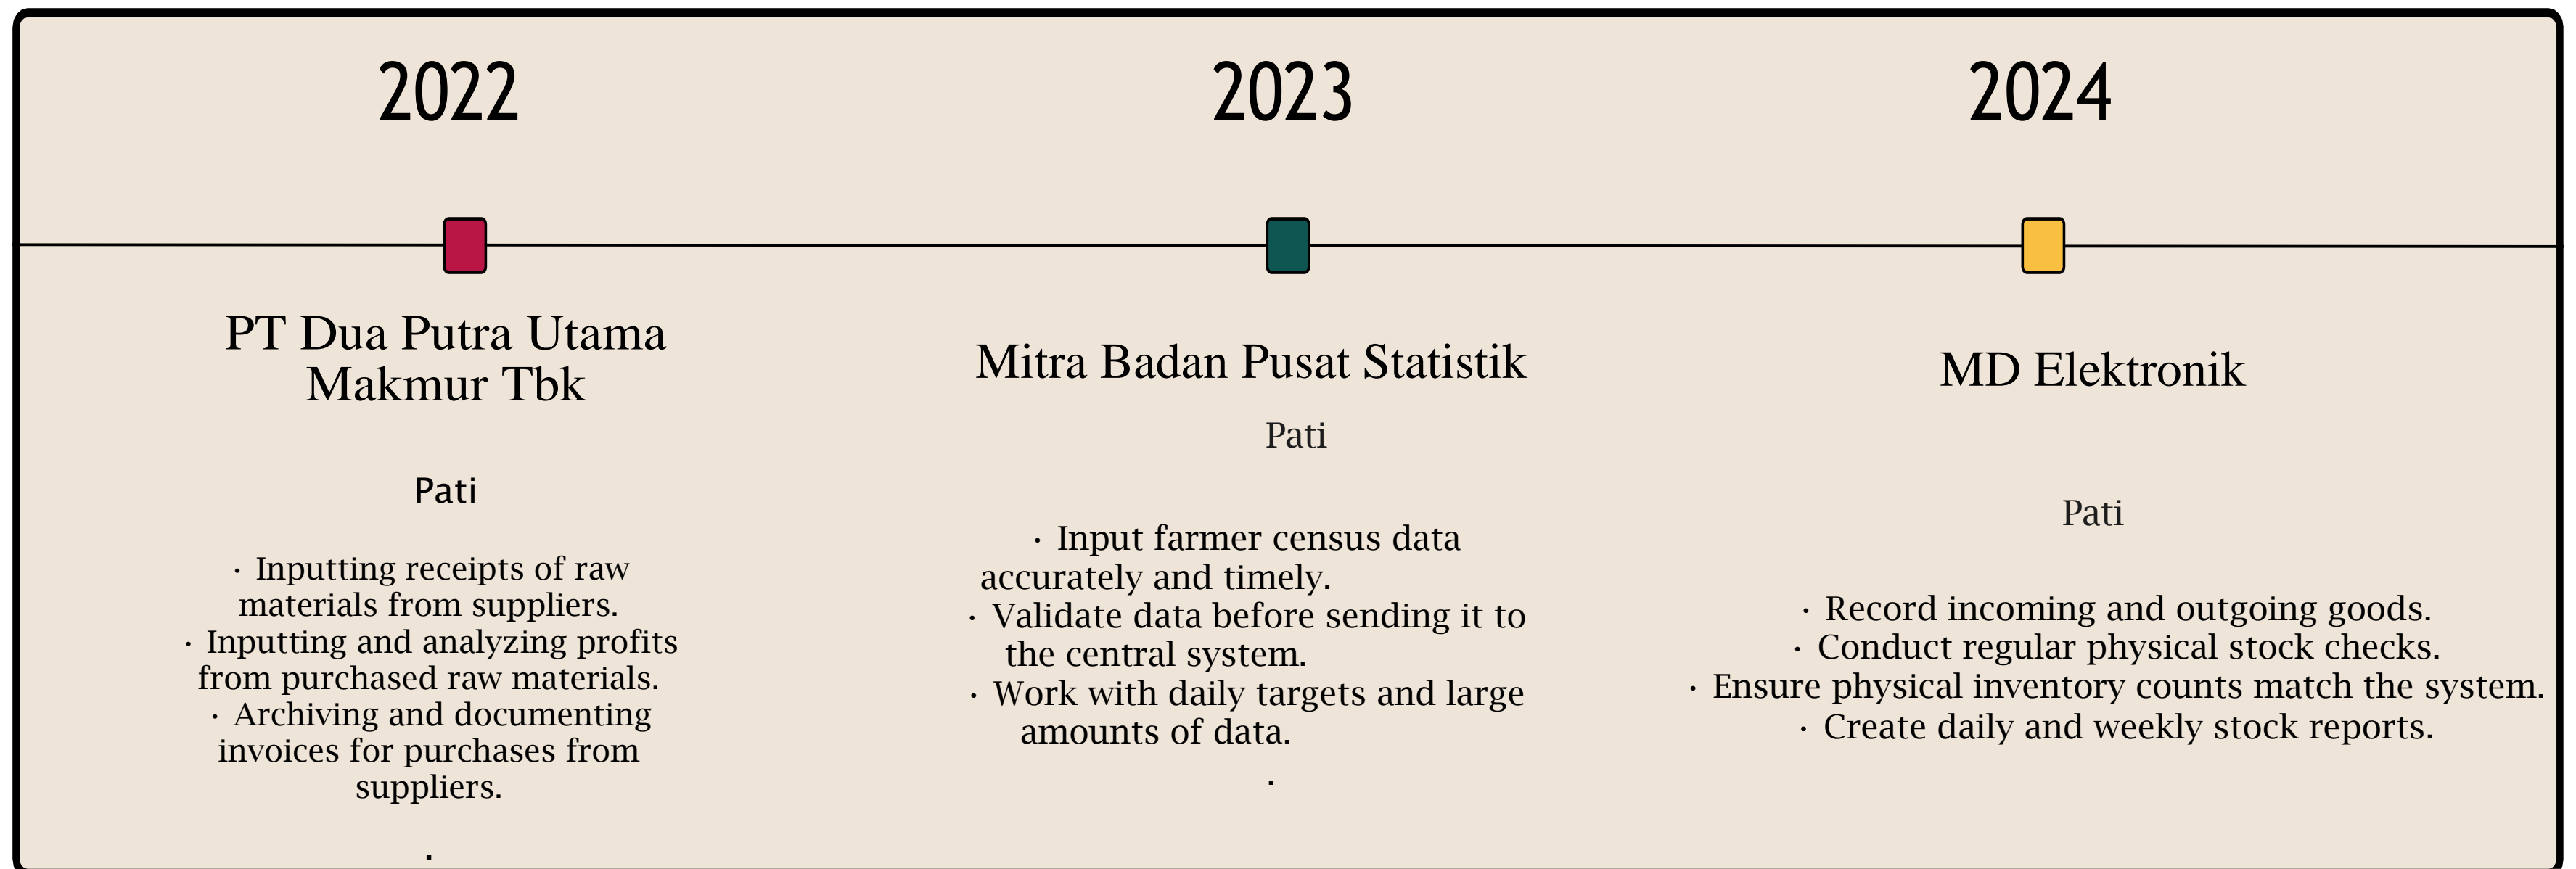 2022
2023
2024
PT Dua Putra Utama
Makmur Tbk
Pati
· Inputting receipts of raw
materials from suppliers.
· Inputting and analyzing profits
from purchased raw materials.
· Archiving and documenting
invoices for purchases from
suppliers.
.
Mitra Badan Pusat Statistik
Pati
· Input farmer census data
accurately and timely.
· Validate data before sending it to
the central system.
· Work with daily targets and large
amounts of data.
.
MD Elektronik
Pati
· Record incoming and outgoing goods.
· Conduct regular physical stock checks.
· Ensure physical inventory counts match the system.
· Create daily and weekly stock reports.